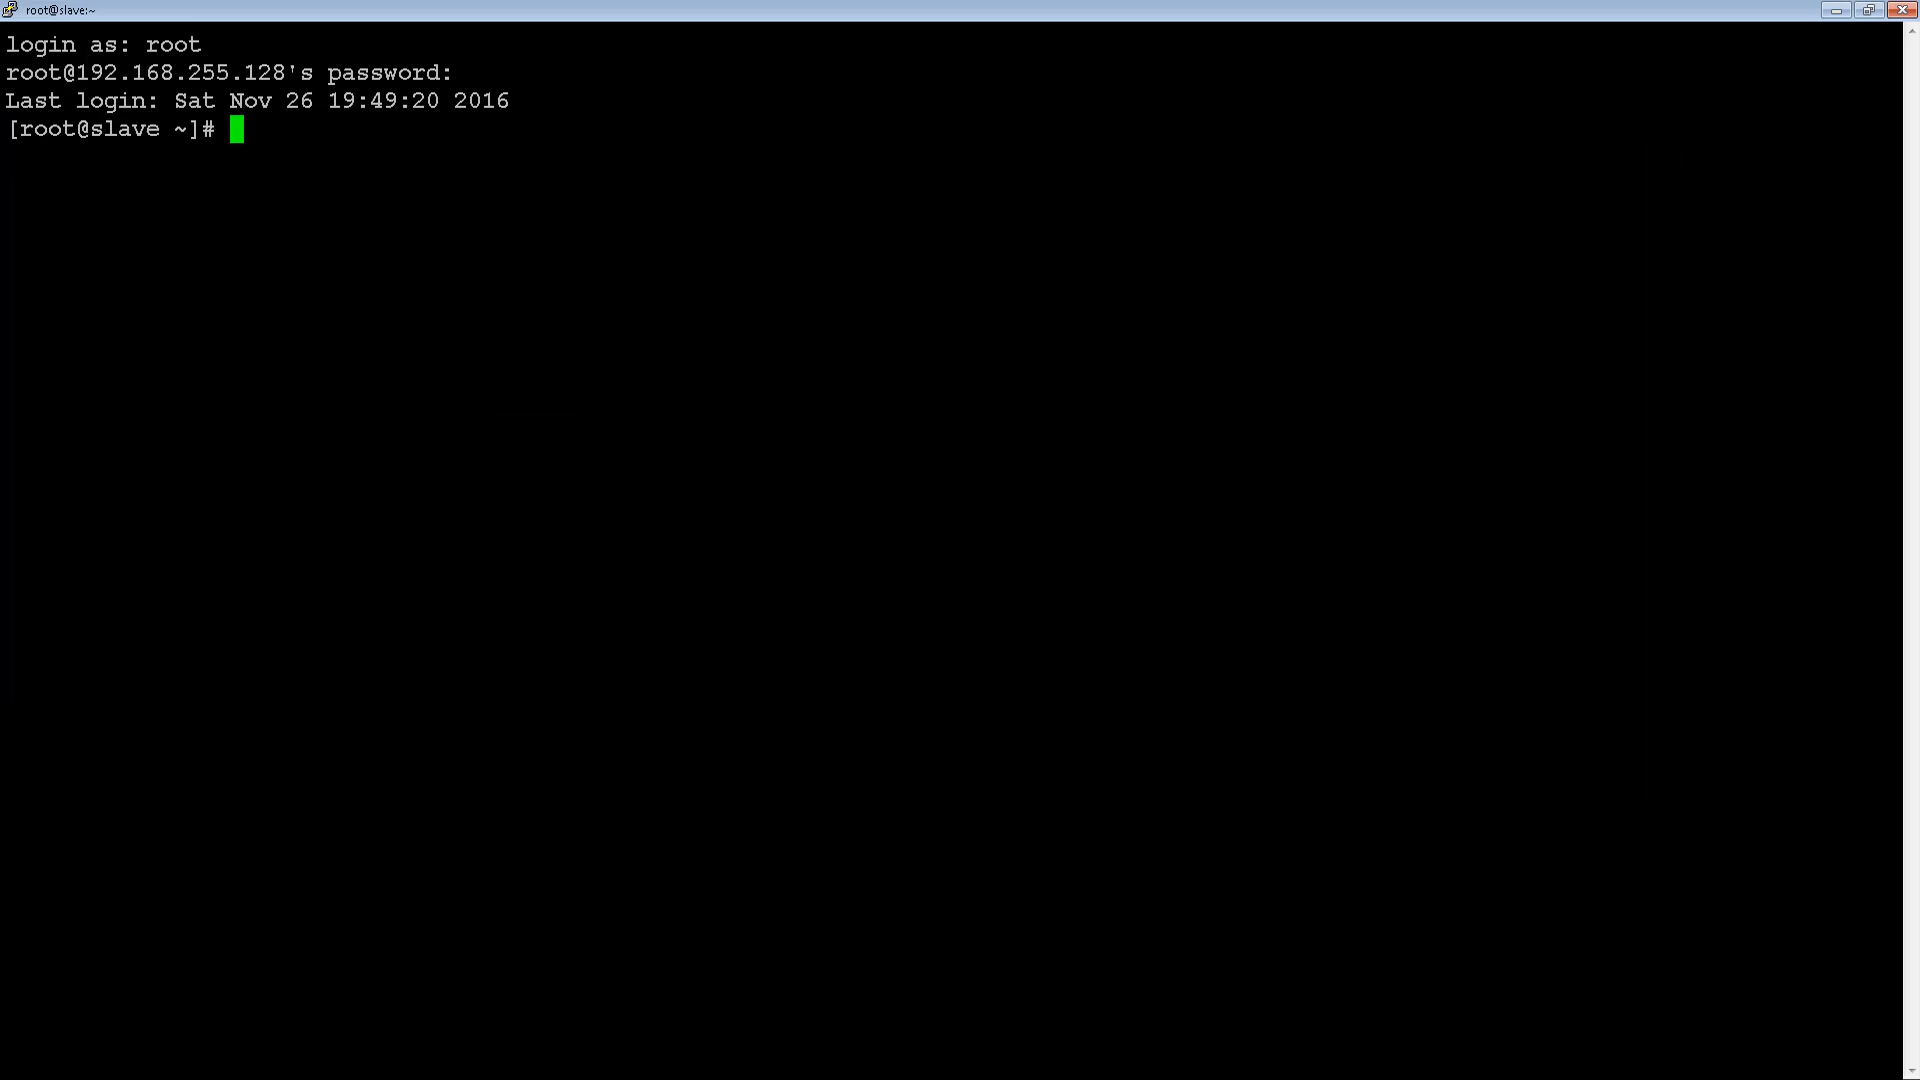 root@slave:~
login as: root
root@192.168.255.128's password:
Last login: Sat Nov 26 19:49:20 2016
[root@slave ~]#